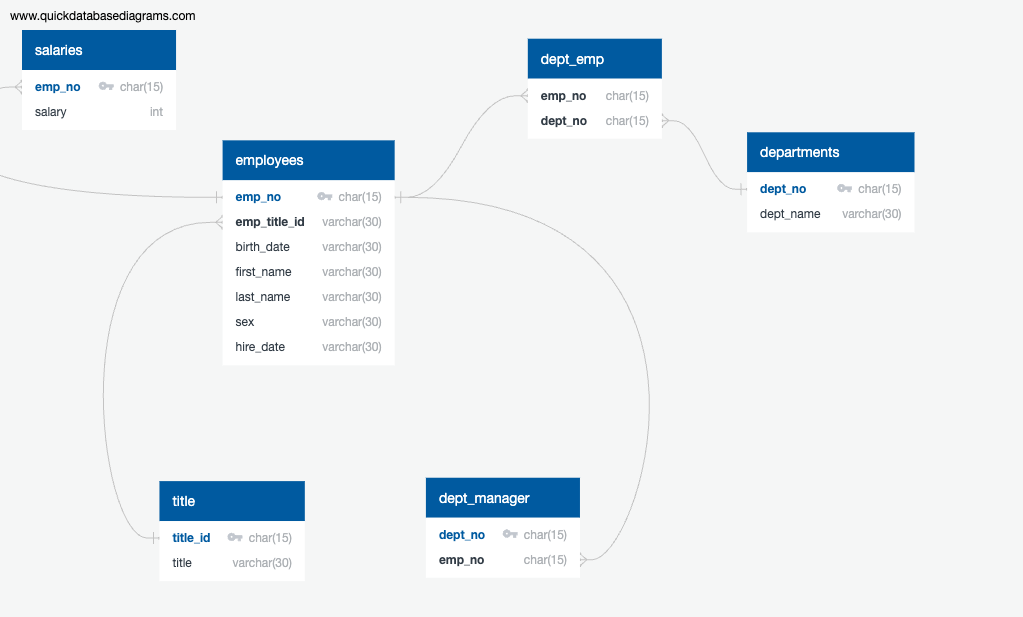 www.quickdatabasediagrams.com
salaries
emp_no char(15)
salary int
employees
emp_no char(15)
emp_title_id varchar(30)
birth_date varchar(30)
first_name varchar(30)
last_name varchar(30)
sex varchar(30)
hire_date varchar(30)
dept_emp
emp_no char(15)
dept_no char(15)
departments
dept_no char(15)
dept_name varchar(30)
title
title_id char(15)
title varchar(30)
dept_manager
dept_no char(15)
emp_no char(15)